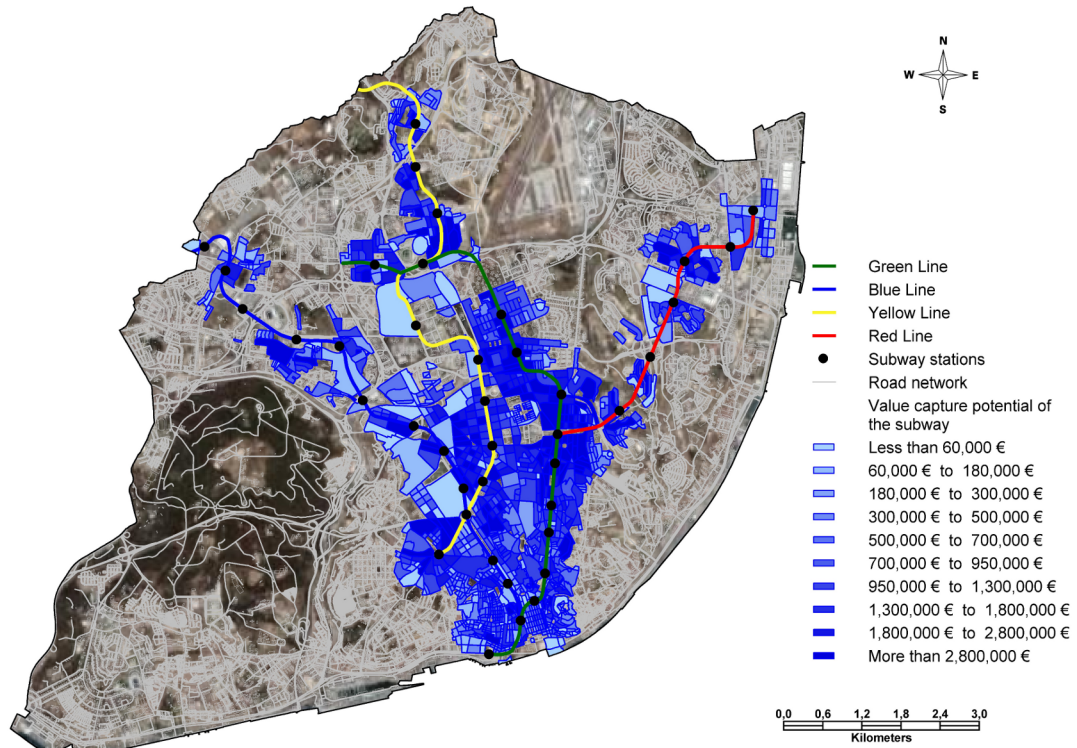 N
W E
S
Green Line
Blue Line
Yellow Line
Red Line
Subway stations
Road network
Value capture potential of
the subway
Less than 60,000 €
60,000 € to 180,000 €
180,000 € to 300,000 €
300,000 € to 500,000 €
500,000 € to 700,000 €
700,000 € to 950,000 €
950,000 € to 1,300,000 €
1,300,000 € to 1,800,000 €
1,800,000 € to 2,800,000 €
More than 2,800,000 €
0,0 0,6 1,2 1,8 2,4 3,0
Kilometers